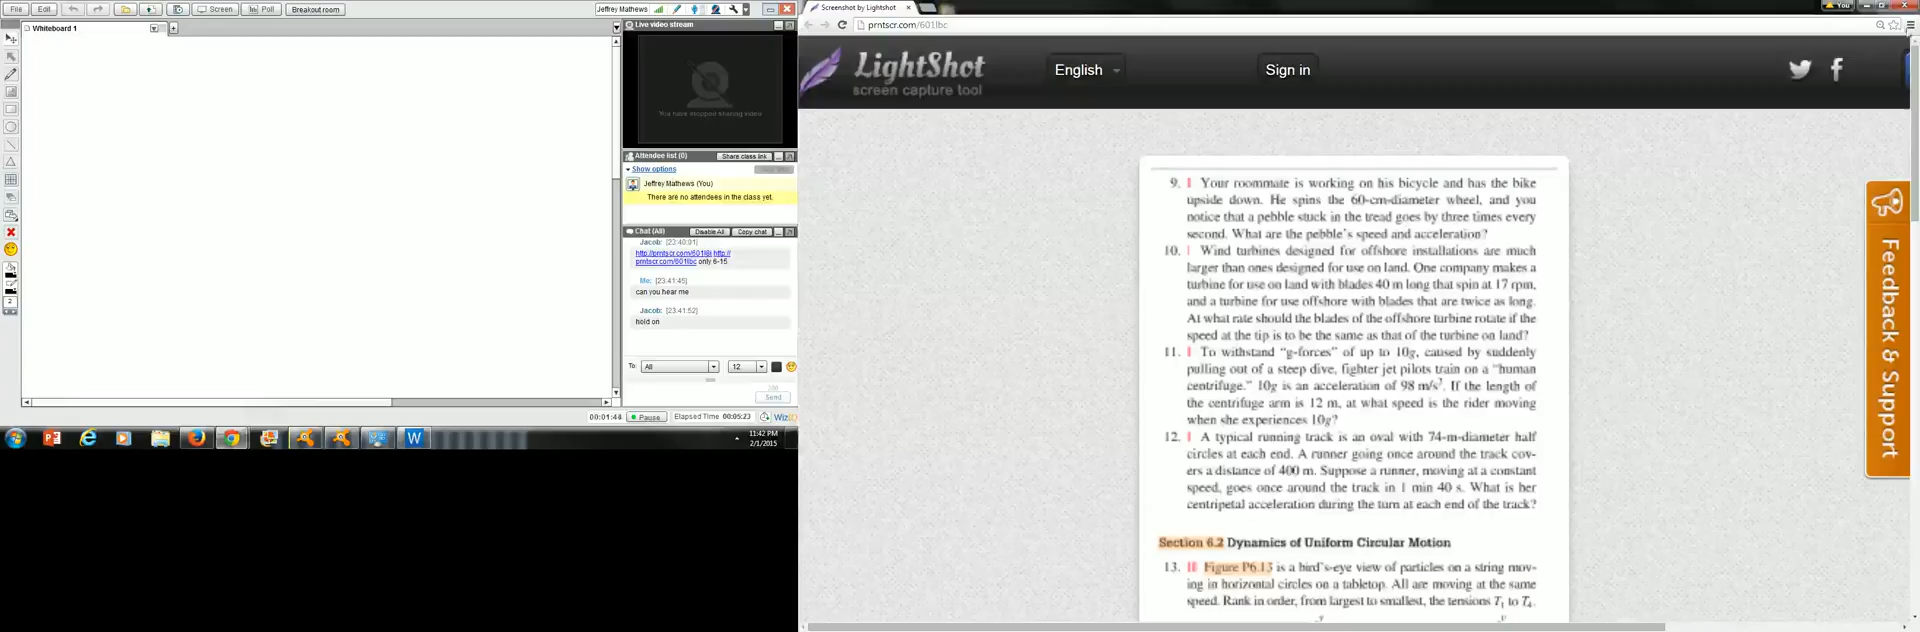 File Edit Screen Poll Breakout room Jeffrey Mathews
Whiteboard 1
Live video stream
You have stopped sharing video
Attendee list (0) Share class link
Show options
Jeffrey Mathews (You)
There are no attendees in the class yet.
Chat (All) Disable All Copy chat
Jacob: [23:40:01]
http://prntscr.com/601l8i http://
prntscr.com/601lbc only 6-15
Me: [23:41:45]
can you hear me
Jacob: [23:41:52]
hold on
To: All 12
200
Send
00:01:44 Pause Elapsed Time 00:05:23 WizIQ
11:42 PM
2/1/2015
2
Screenshot by Lightshot
You
prntscr.com/601lbc
LightShot
screen capture tool
English
Sign in
Feedback & Support
9. I Your roommate is working on his bicycle and has the bike
upside down. He spins the 60-cm-diameter wheel, and you
notice that a pebble stuck in the tread goes by three times every
second. What are the pebble's speed and acceleration?
10. I Wind turbines designed for offshore installations are much
larger than ones designed for use on land. One company makes a
turbine for use on land with blades 40 m long that spin at 17 rpm,
and a turbine for use offshore with blades that are twice as long.
At what rate should the blades of the offshore turbine rotate if the
speed at the tip is to be the same as that of the turbine on land?
11. I To withstand "g-forces" of up to 10g, caused by suddenly
pulling out of a steep dive, fighter jet pilots train on a "human
centrifuge." 10g is an acceleration of 98 m/s². If the length of
the centrifuge arm is 12 m, at what speed is the rider moving
when she experiences 10g?
12. I A typical running track is an oval with 74-m-diameter half
circles at each end. A runner going once around the track cov-
ers a distance of 400 m. Suppose a runner, moving at a constant
speed, goes once around the track in 1 min 40 s. What is her
centripetal acceleration during the turn at each end of the track?
Section 6.2 Dynamics of Uniform Circular Motion
13. II Figure P6.13 is a bird's-eye view of particles on a string mov-
ing in horizontal circles on a tabletop. All are moving at the same
speed. Rank in order, from largest to smallest, the tensions T₁ to T₄.